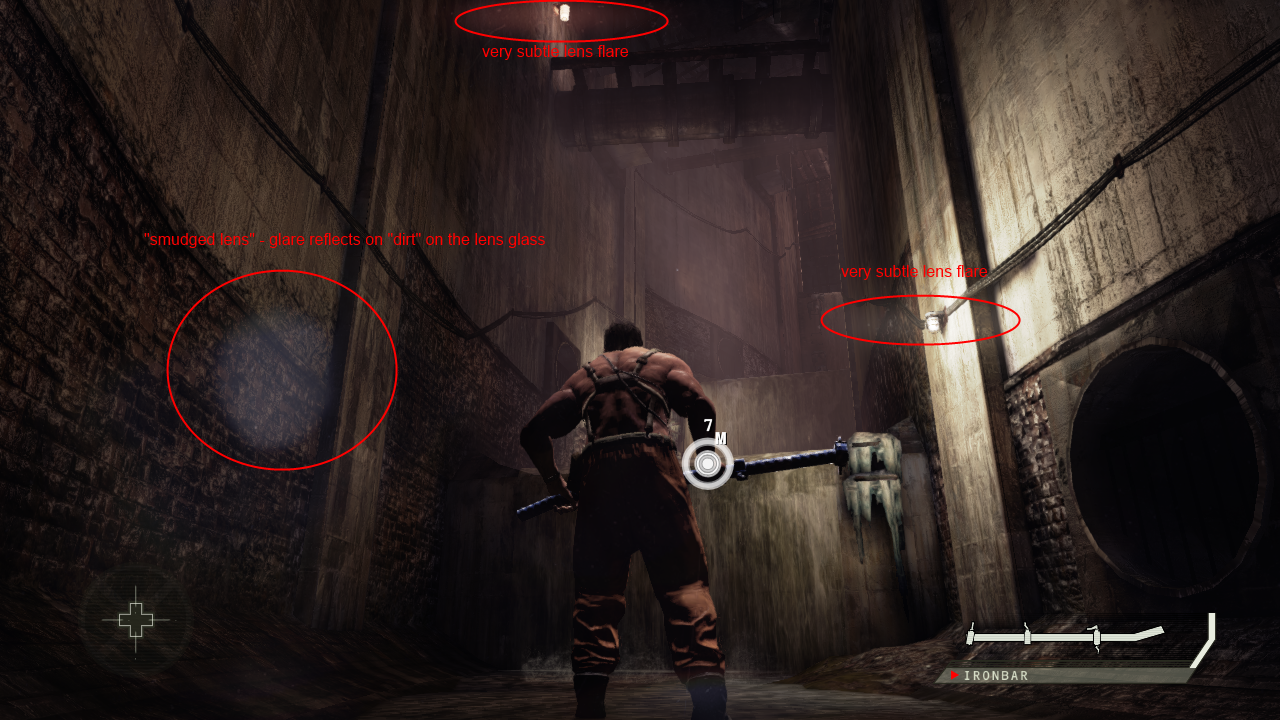 very subtle lens flare
"smudged lens" - glare reflects on "dirt" on the lens glass
very subtle lens flare
7
M
IRONBAR